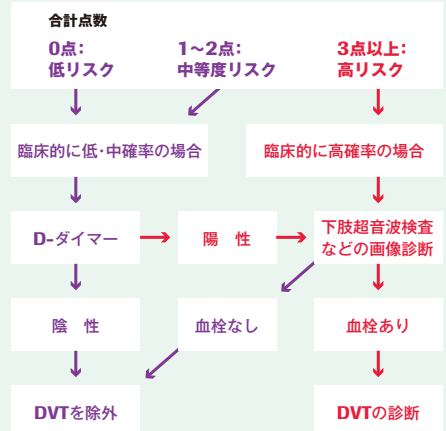 合計点数
0点:
低リスク
1〜2点:
中等度リスク
3点以上:
高リスク
臨床的に低・中確率の場合
臨床的に高確率の場合
D-ダイマー
陽　性
下肢超音波検査
などの画像診断
陰　性
血栓なし
血栓あり
DVTを除外
DVTの診断